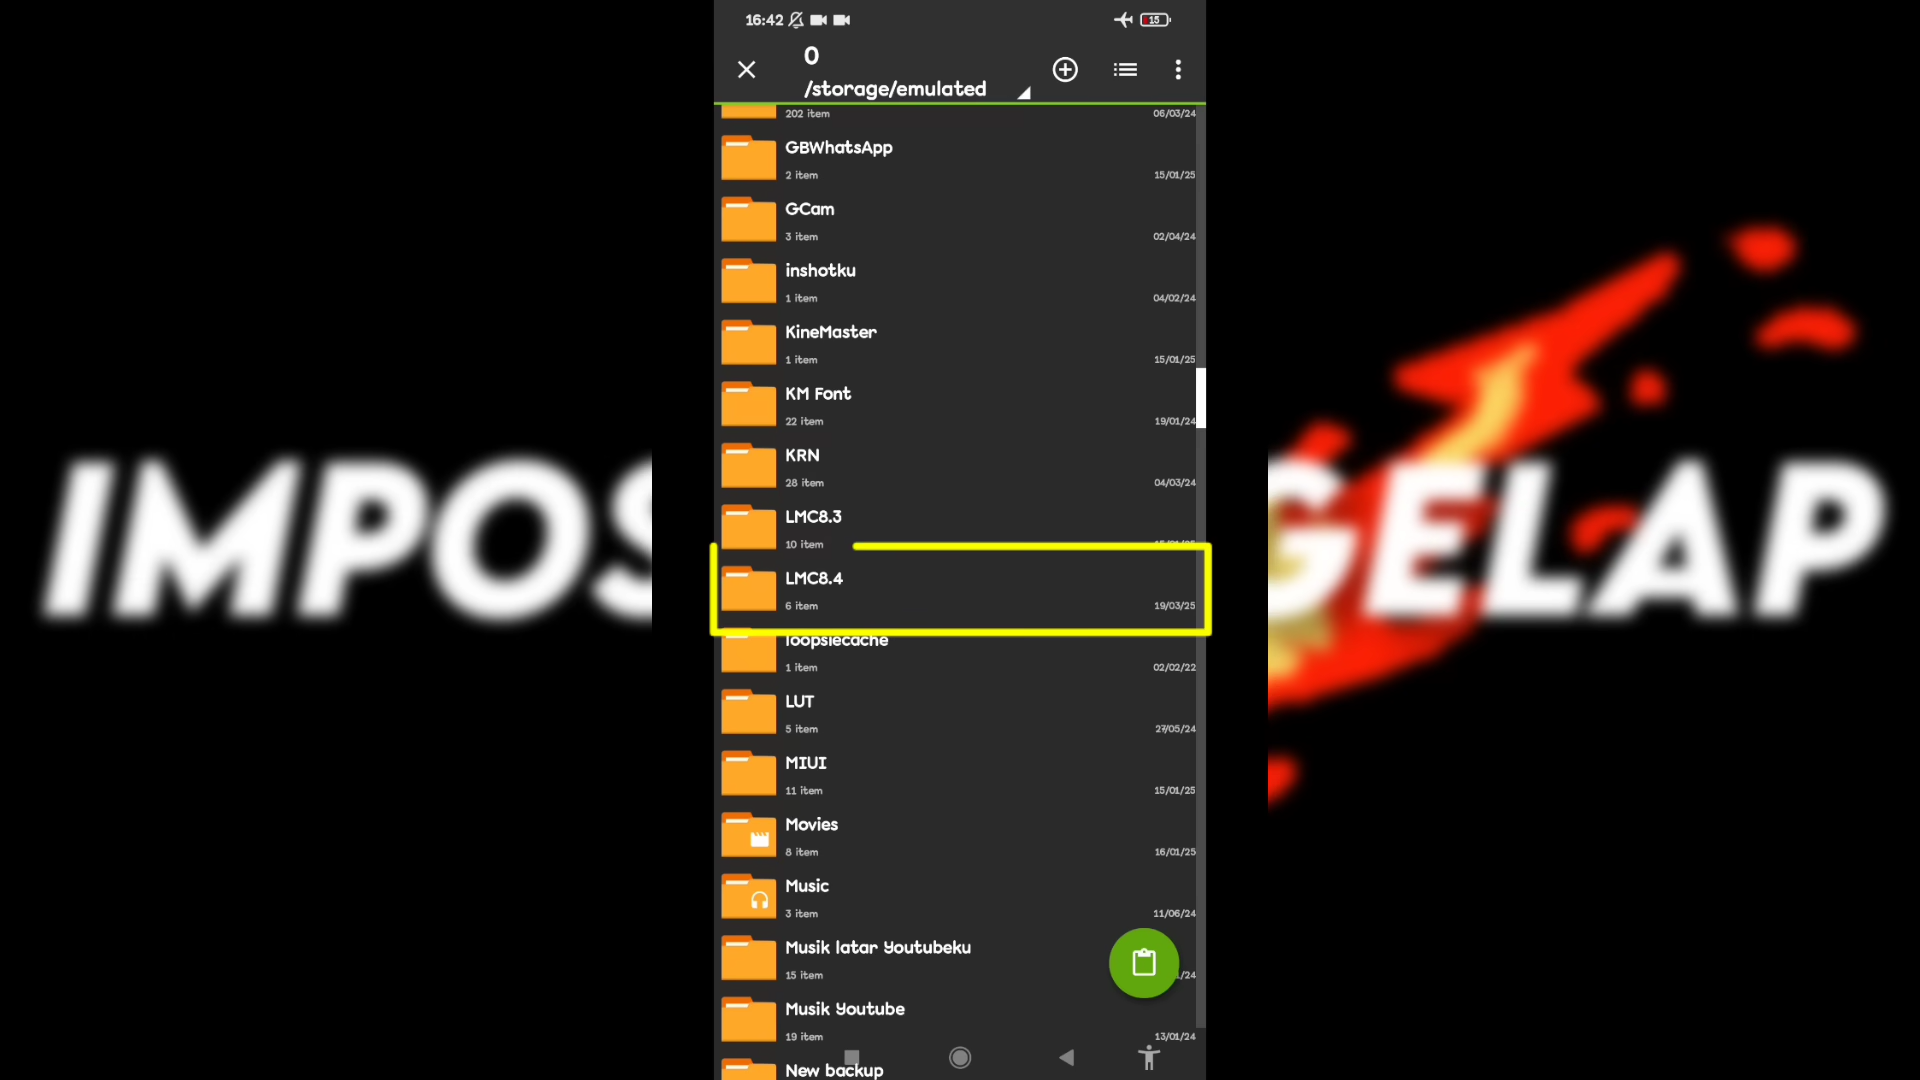 16:42
15
0
/storage/emulated
202 item
06/03/24
GBWhatsApp
2 item
15/01/25
GCam
3 item
02/04/24
inshotku
1 item
04/02/24
KineMaster
1 item
15/01/25
KM Font
22 item
19/01/24
KRN
28 item
04/03/24
LMC8.3
10 item
LMC8.4
6 item
19/03/25
loopsiecache
1 item
02/02/22
LUT
5 item
27/05/24
MIUI
11 item
15/01/25
Movies
8 item
16/01/25
Music
3 item
11/06/24
Musik latar Youtubeku
15 item
/24
Musik Youtube
19 item
13/01/24
New backup
IMPOS
GELAP